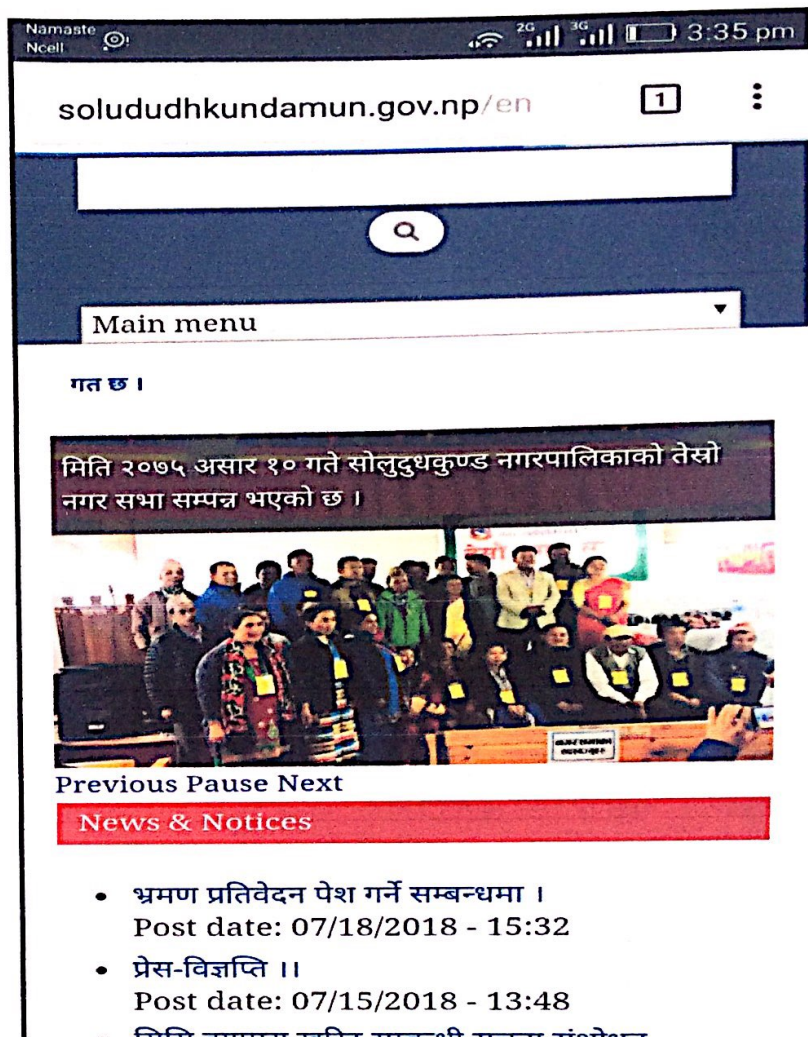 Namaste
Ncell
2G 3G 3:35 pm
solududhkundamun.gov.np/en 1
Main menu
गत छ ।
मिति २०७५ असार १० गते सोलुदुधकुण्ड नगरपालिकाको तेस्रो
नगर सभा सम्पन्न भएको छ ।
Previous Pause Next
News & Notices
• भ्रमण प्रतिवेदन पेश गर्ने सम्बन्धमा ।
Post date: 07/18/2018 - 15:32
• प्रेस-विज्ञप्ति ।।
Post date: 07/15/2018 - 13:48